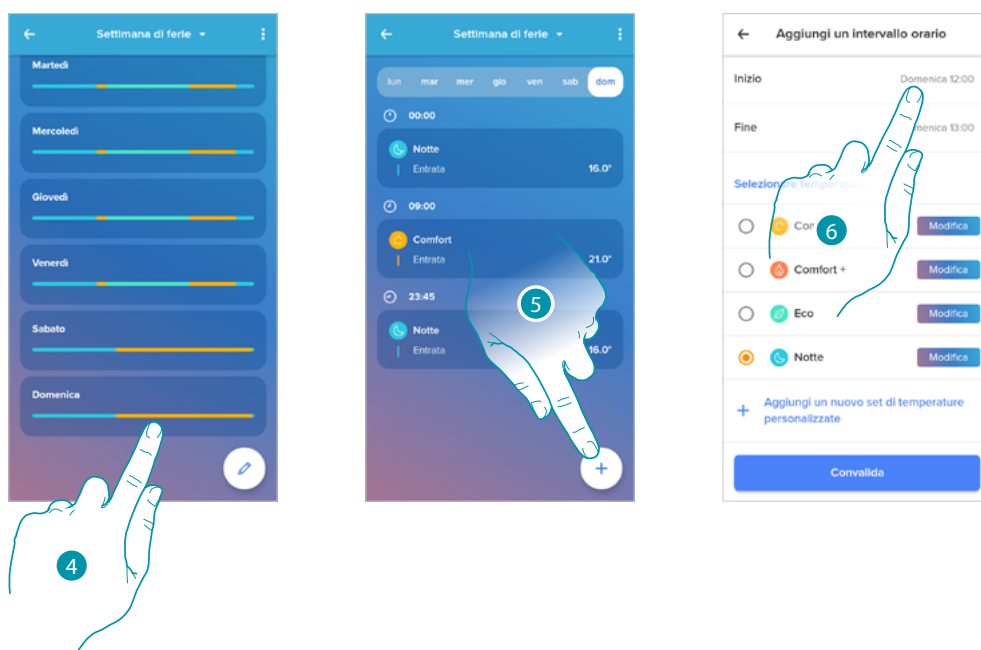 Settimana di ferie
Martedì
Mercoledì
Giovedì
Venerdì
Sabato
Domenica
4
Settimana di ferie
lun mar mer gio ven sab dom
00:00
Notte
Entrata 16.0°
09:00
Comfort
Entrata 21.0°
23:45
Notte
Entrata 16.0°
5
Aggiungi un intervallo orario
Inizio Domenica 12:00
Fine 13:00
6
Modifica
Comfort + Modifica
Eco Modifica
Notte Modifica
Aggiungi un nuovo set di temperature
personalizzate
Convalida